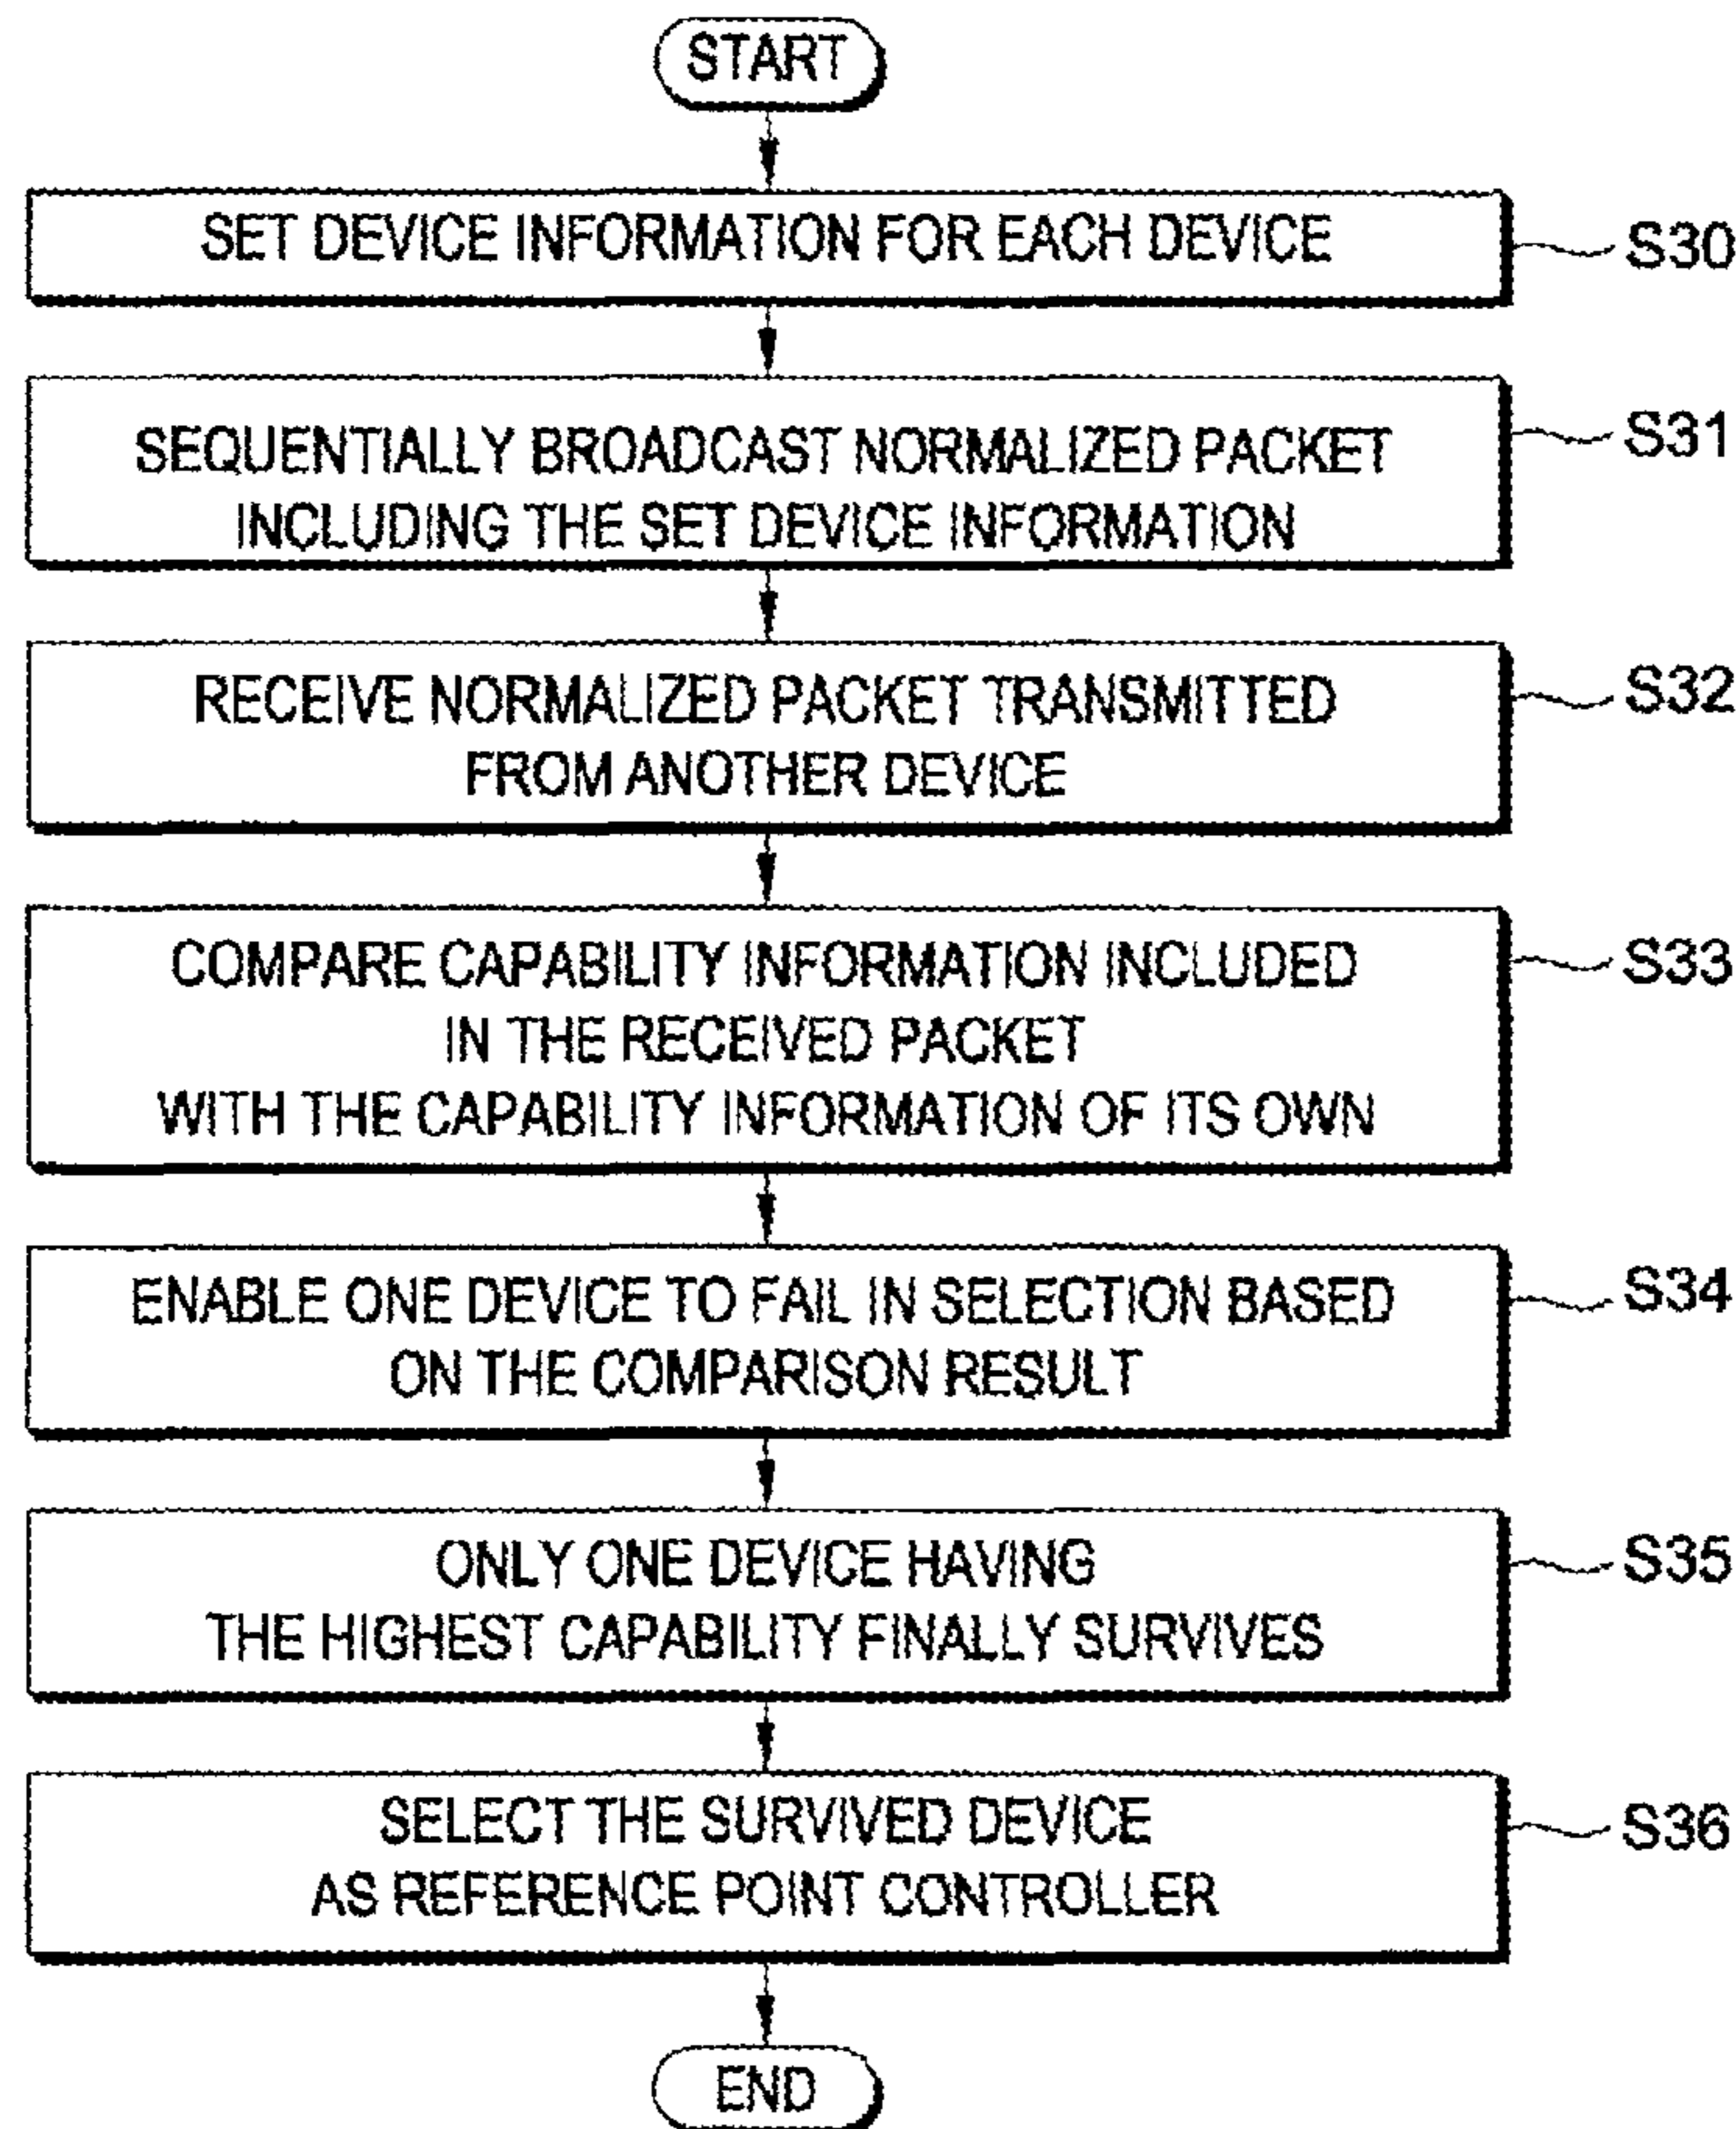 START
SET DEVICE INFORMATION FOR EACH DEVICE
S30
SEQUENTIALLY BROADCAST NORMALIZED PACKET
INCLUDING THE SET DEVICE INFORMATION
S31
RECEIVE NORMALIZED PACKET TRANSMITTED
FROM ANOTHER DEVICE
S32
COMPARE CAPABILITY INFORMATION INCLUDED
IN THE RECEIVED PACKET
WITH THE CAPABILITY INFORMATION OF ITS OWN
S33
ENABLE ONE DEVICE TO FAIL IN SELECTION BASED
ON THE COMPARISON RESULT
S34
ONLY ONE DEVICE HAVING
THE HIGHEST CAPABILITY FINALLY SURVIVES
S35
SELECT THE SURVIVED DEVICE
AS REFERENCE POINT CONTROLLER
S36
END